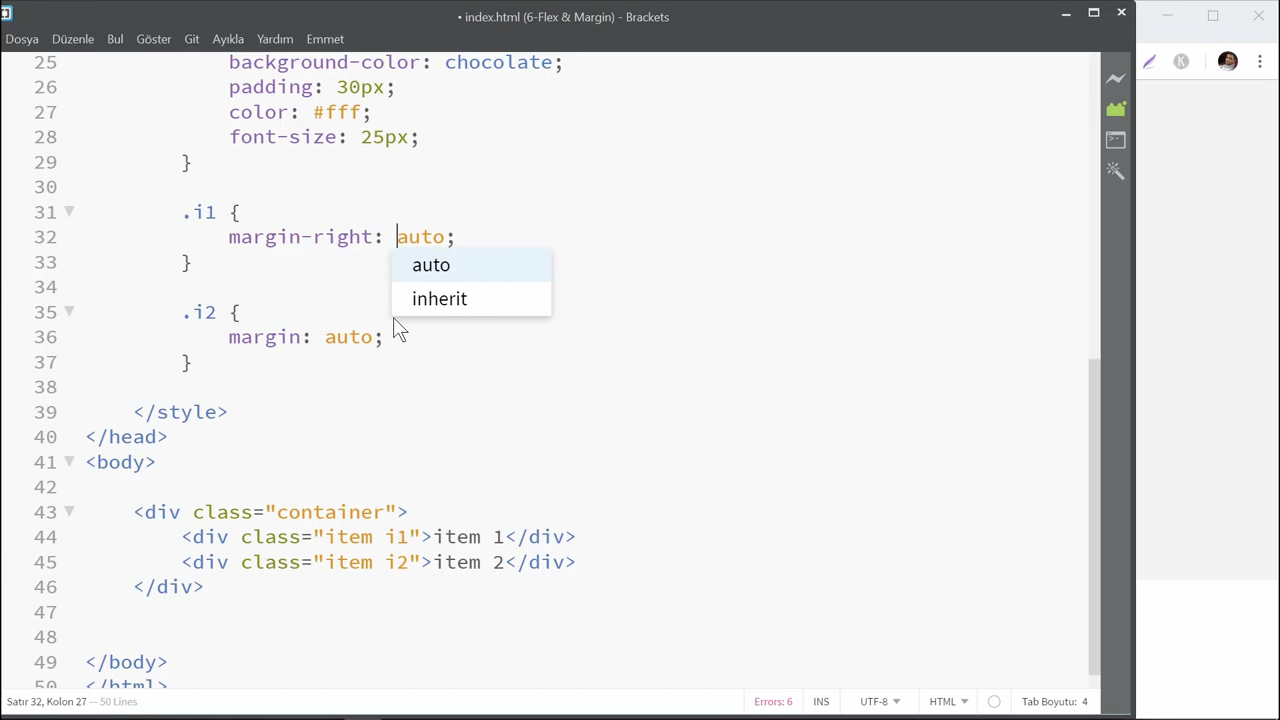 • index.html (6-Flex & Margin) - Brackets
Dosya Düzenle Bul Göster Git Ayıkla Yardım Emmet
25 background-color: chocolate;
26 padding: 30px;
27 color: #fff;
28 font-size: 25px;
29 }
30
31 .i1 {
32 margin-right: auto;
33 }
auto
34
inherit
35 .i2 {
36 margin: auto;
37 }
38
39 </style>
40 </head>
41 <body>
42
43 <div class="container">
44 <div class="item i1">item 1</div>
45 <div class="item i2">item 2</div>
46 </div>
47
48
49 </body>
50 </html>
Satır 32, Kolon 27 — 50 Lines Errors: 6 INS UTF-8 HTML Tab Boyutu: 4
K